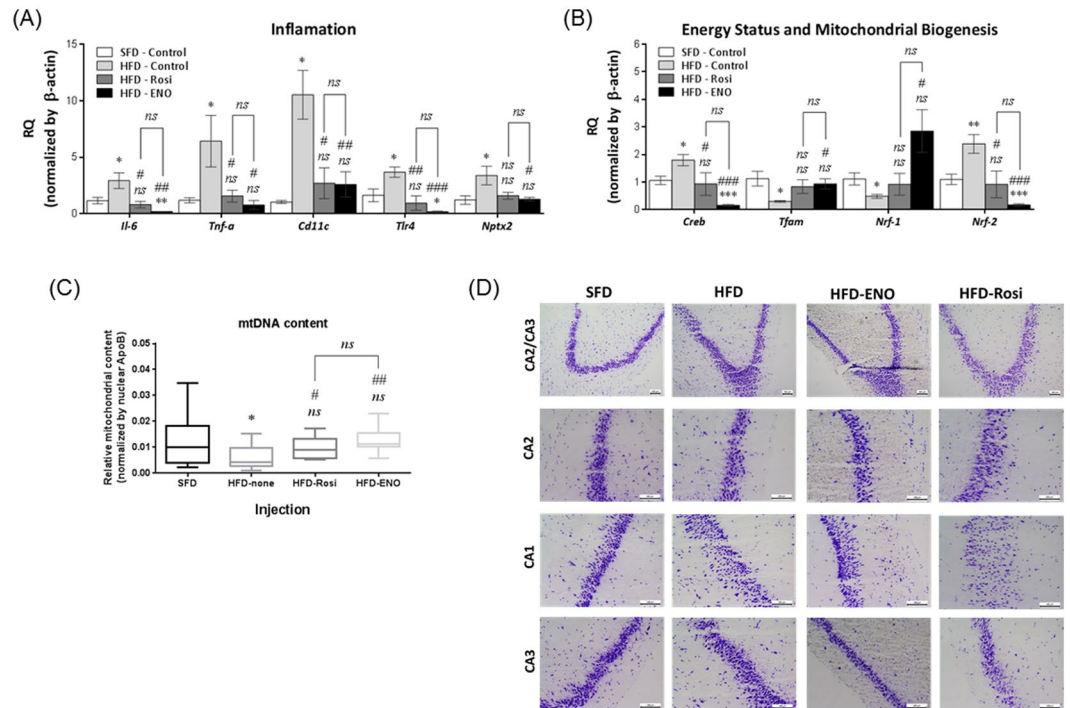 (A)
Inflamation
RQ
(normalized by β-actin)
15
10
5
0
SFD - Control
HFD - Control
HFD - Rosi
HFD - ENO
*
#
ns
ns
##
**
*
ns
#
ns
#
ns
*
ns
#
ns
##
ns
*
ns
##
ns
###
*
*
ns
ns
#
ns
Il-6
Tnf-a
Cd11c
Tlr4
Nptx2
(B)
Energy Status and Mitochondrial Biogenesis
RQ
(normalized by β-actin)
6
5
4
3
2
1
0
SFD - Control
HFD - Control
HFD - Rosi
HFD - ENO
*
ns
#
ns
###
***
*
ns
ns
#
ns
*
ns
ns
#
ns
**
ns
#
ns
###
***
Creb
Tfam
Nrf-1
Nrf-2
(C)
mtDNA content
Relative mitochondrial content
(normalized by nuclear ApoB)
0.05
0.04
0.03
0.02
0.01
0.00
*
ns
#
ns
##
ns
SFD
HFD-none
HFD-Rosi
HFD-ENO
Injection
(D)
SFD
HFD
HFD-ENO
HFD-Rosi
CA2/CA3
CA2
CA1
CA3